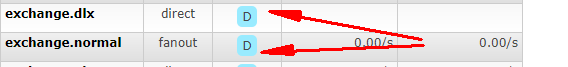 exchange.dlx direct D
exchange.normal fanout D 0.00/s 0.00/s